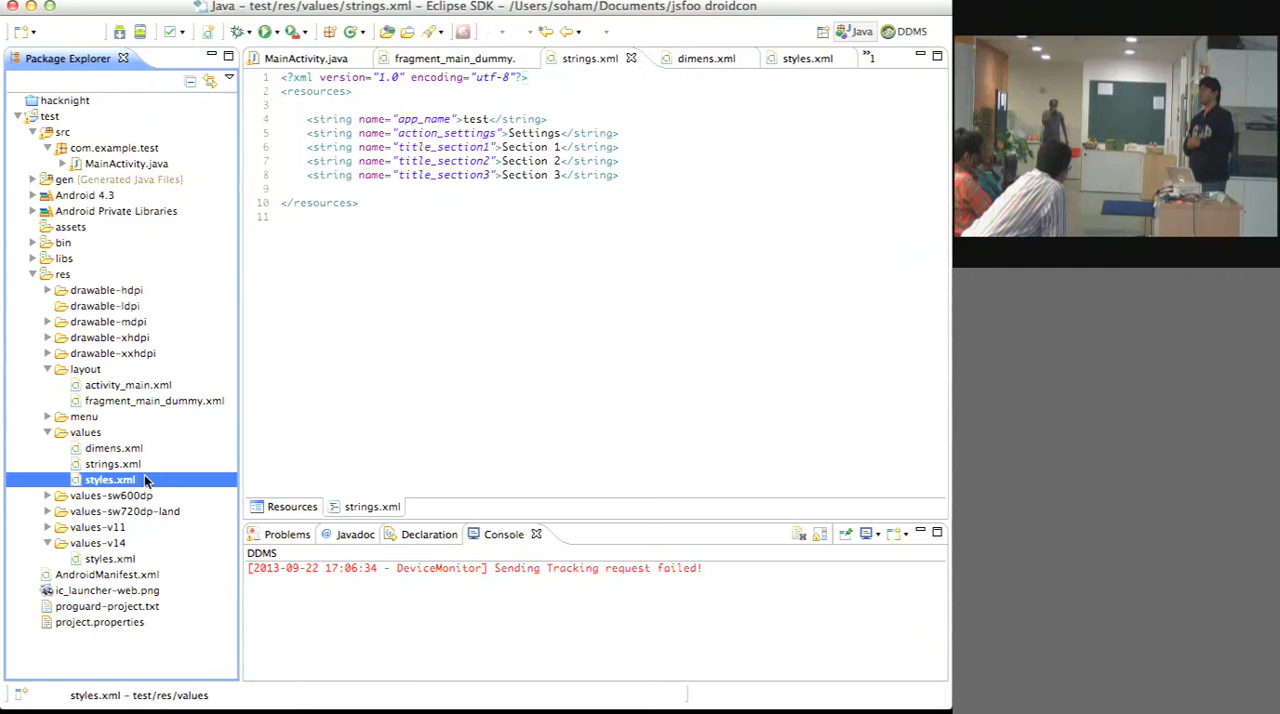 Java - test/res/values/strings.xml - Eclipse SDK - /Users/soham/Documents/jsfoo droidcon
Java
DDMS
Package Explorer
MainActivity.java
fragment_main_dummy.
strings.xml
dimens.xml
styles.xml
»1
hacknight
test
src
com.example.test
MainActivity.java
gen [Generated Java Files]
Android 4.3
Android Private Libraries
assets
bin
libs
res
drawable-hdpi
drawable-ldpi
drawable-mdpi
drawable-xhdpi
drawable-xxhdpi
layout
activity_main.xml
fragment_main_dummy.xml
menu
values
dimens.xml
strings.xml
styles.xml
values-sw600dp
values-sw720dp-land
values-v11
values-v14
styles.xml
AndroidManifest.xml
ic_launcher-web.png
proguard-project.txt
project.properties
1 <?xml version="1.0" encoding="utf-8"?>
2 <resources>
3
4 <string name="app_name">test</string>
5 <string name="action_settings">Settings</string>
6 <string name="title_section1">Section 1</string>
7 <string name="title_section2">Section 2</string>
8 <string name="title_section3">Section 3</string>
9
10 </resources>
11
Resources
strings.xml
Problems
Javadoc
Declaration
Console
DDMS
[2013-09-22 17:06:34 - DeviceMonitor] Sending Tracking request failed!
styles.xml - test/res/values